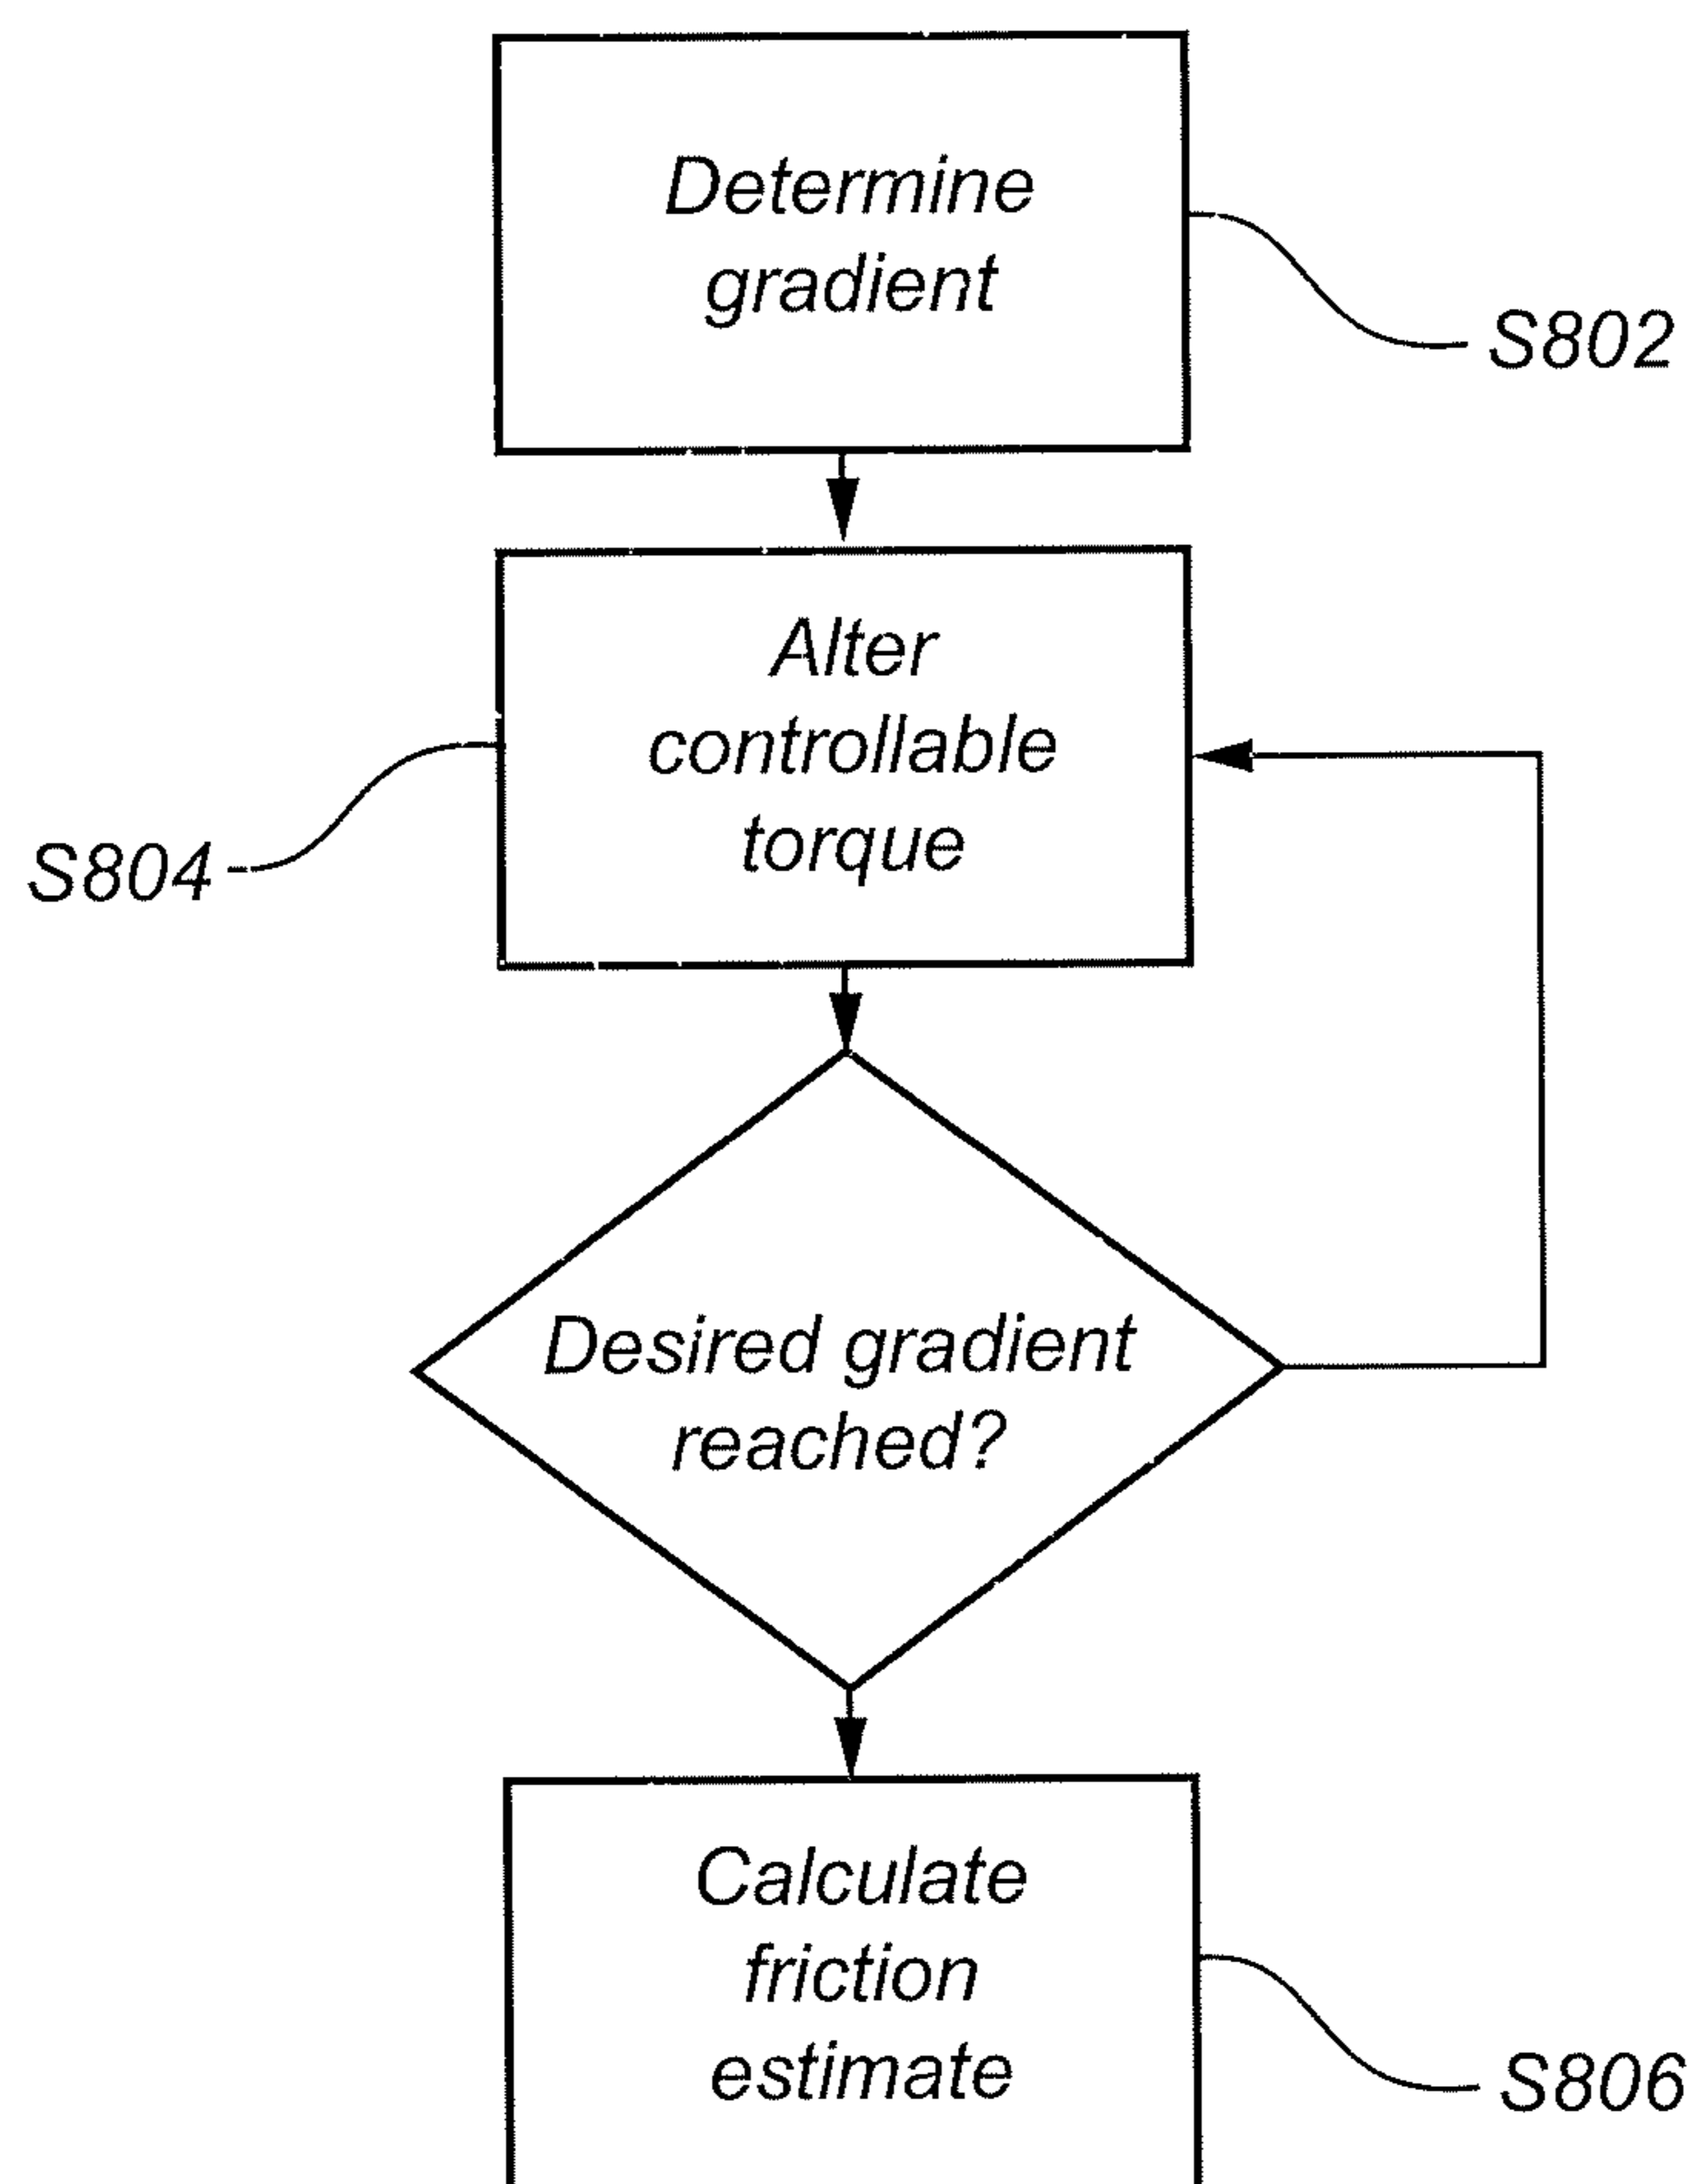 Determine
gradient
S802
Alter
controllable
torque
S804
Desired gradient
reached?
Calculate
friction
estimate
S806